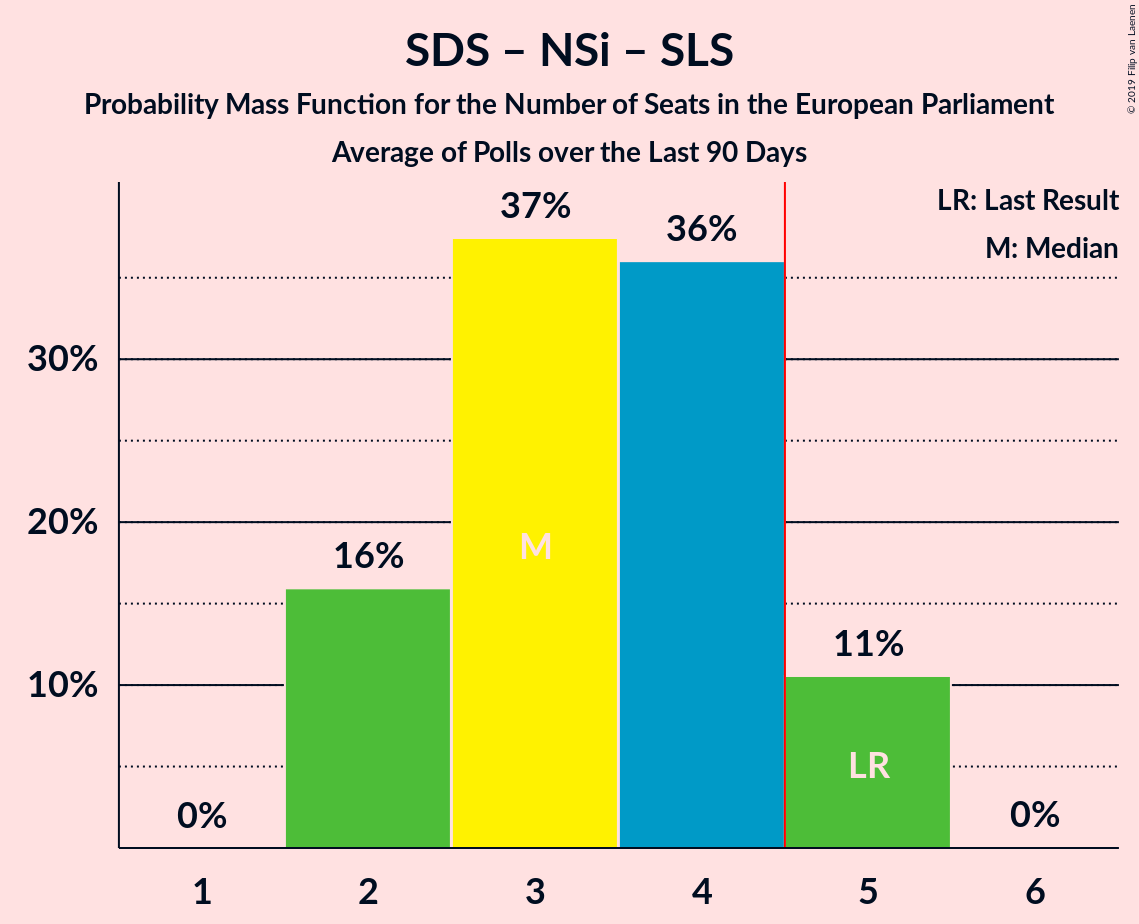 SDS – NSi – SLS
Probability Mass Function for the Number of Seats in the European Parliament
Average of Polls over the Last 90 Days
© 2019 Filip van Laenen
LR: Last Result
M: Median
37%
36%
30%
20%
16%
M
11%
10%
LR
0%
0%
1 2 3 4 5 6